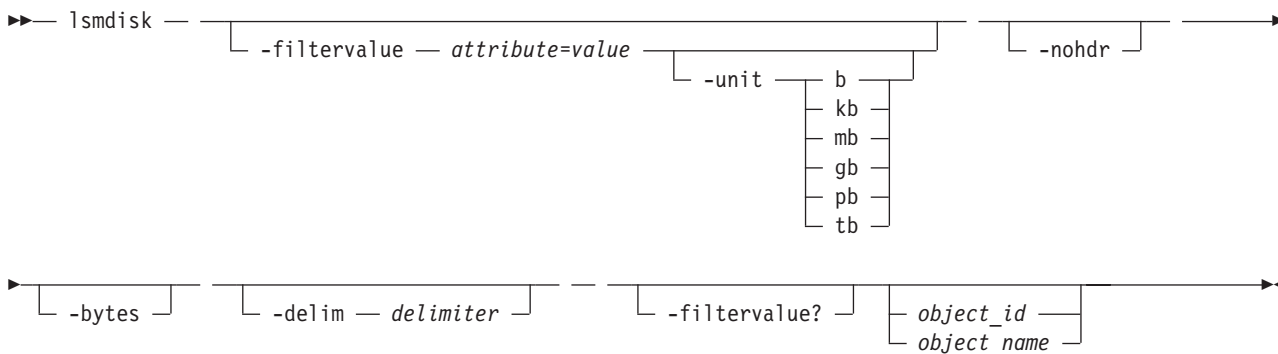 lsmdisk
-filtervalue attribute=value -nohdr
-unit b
kb
mb
gb
pb
tb
-bytes -delim delimiter -filtervalue? object_id
object name